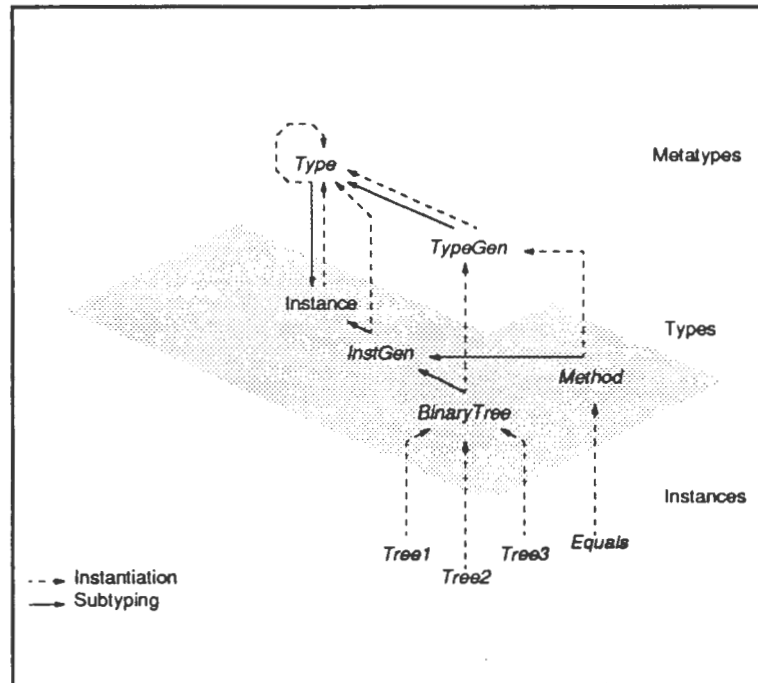 Metatypes
Type
TypeGen
Instance
Types
InstGen
Method
BinaryTree
Instances
Tree1
Tree2
Tree3
Equals
Instantiation
Subtyping